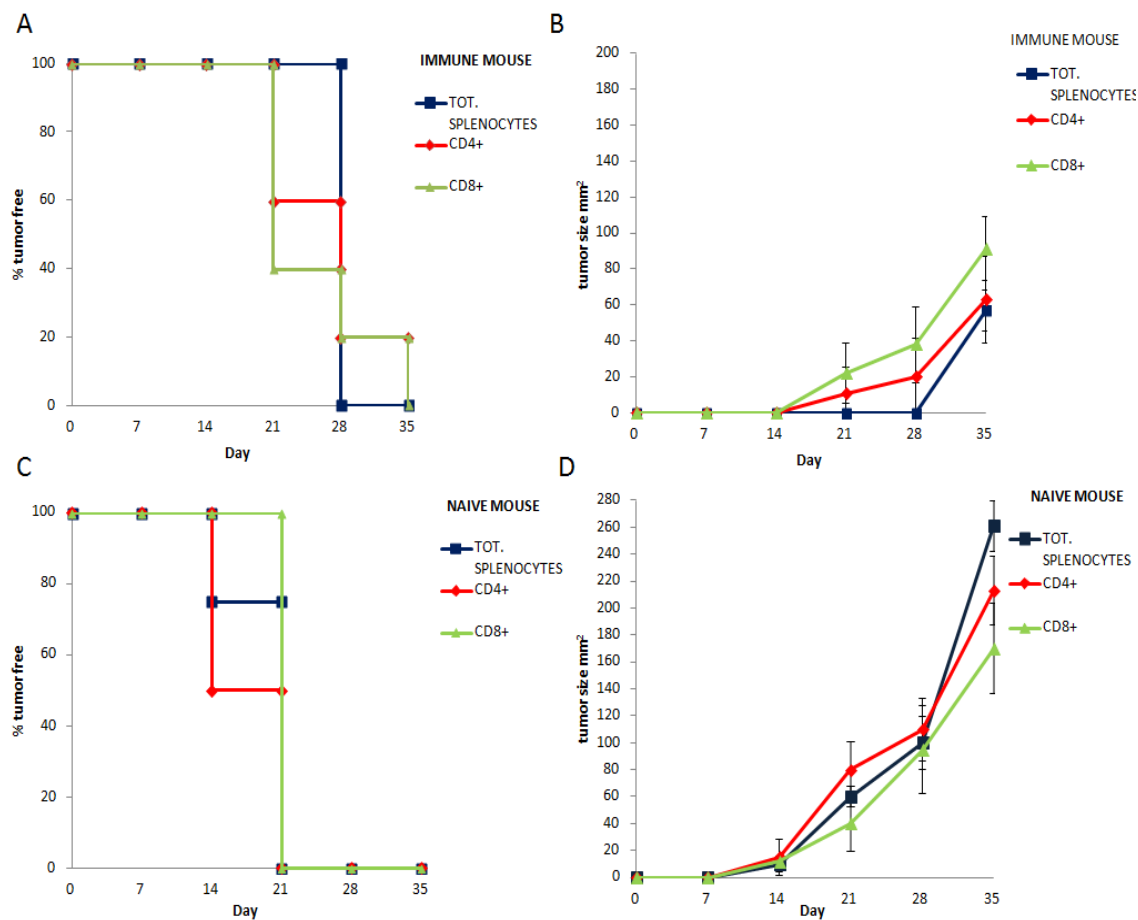 A
IMMUNE MOUSE
TOT.
SPLENOCYTES
CD4+
CD8+
% tumor free
100
80
60
40
20
0
0 7 14 21 28 35
Day
B
IMMUNE MOUSE
TOT.
SPLENOCYTES
CD4+
CD8+
tumor size mm²
200
180
160
140
120
100
80
60
40
20
0
0 7 14 21 28 35
Day
C
NAIVE MOUSE
TOT.
SPLENOCYTES
CD4+
CD8+
% tumor free
100
80
60
40
20
0
0 7 14 21 28 35
Day
D
NAIVE MOUSE
TOT.
SPLENOCYTES
CD4+
CD8+
tumor size mm²
280
260
240
220
200
180
160
140
120
100
80
60
40
20
0
0 7 14 21 28 35
Day